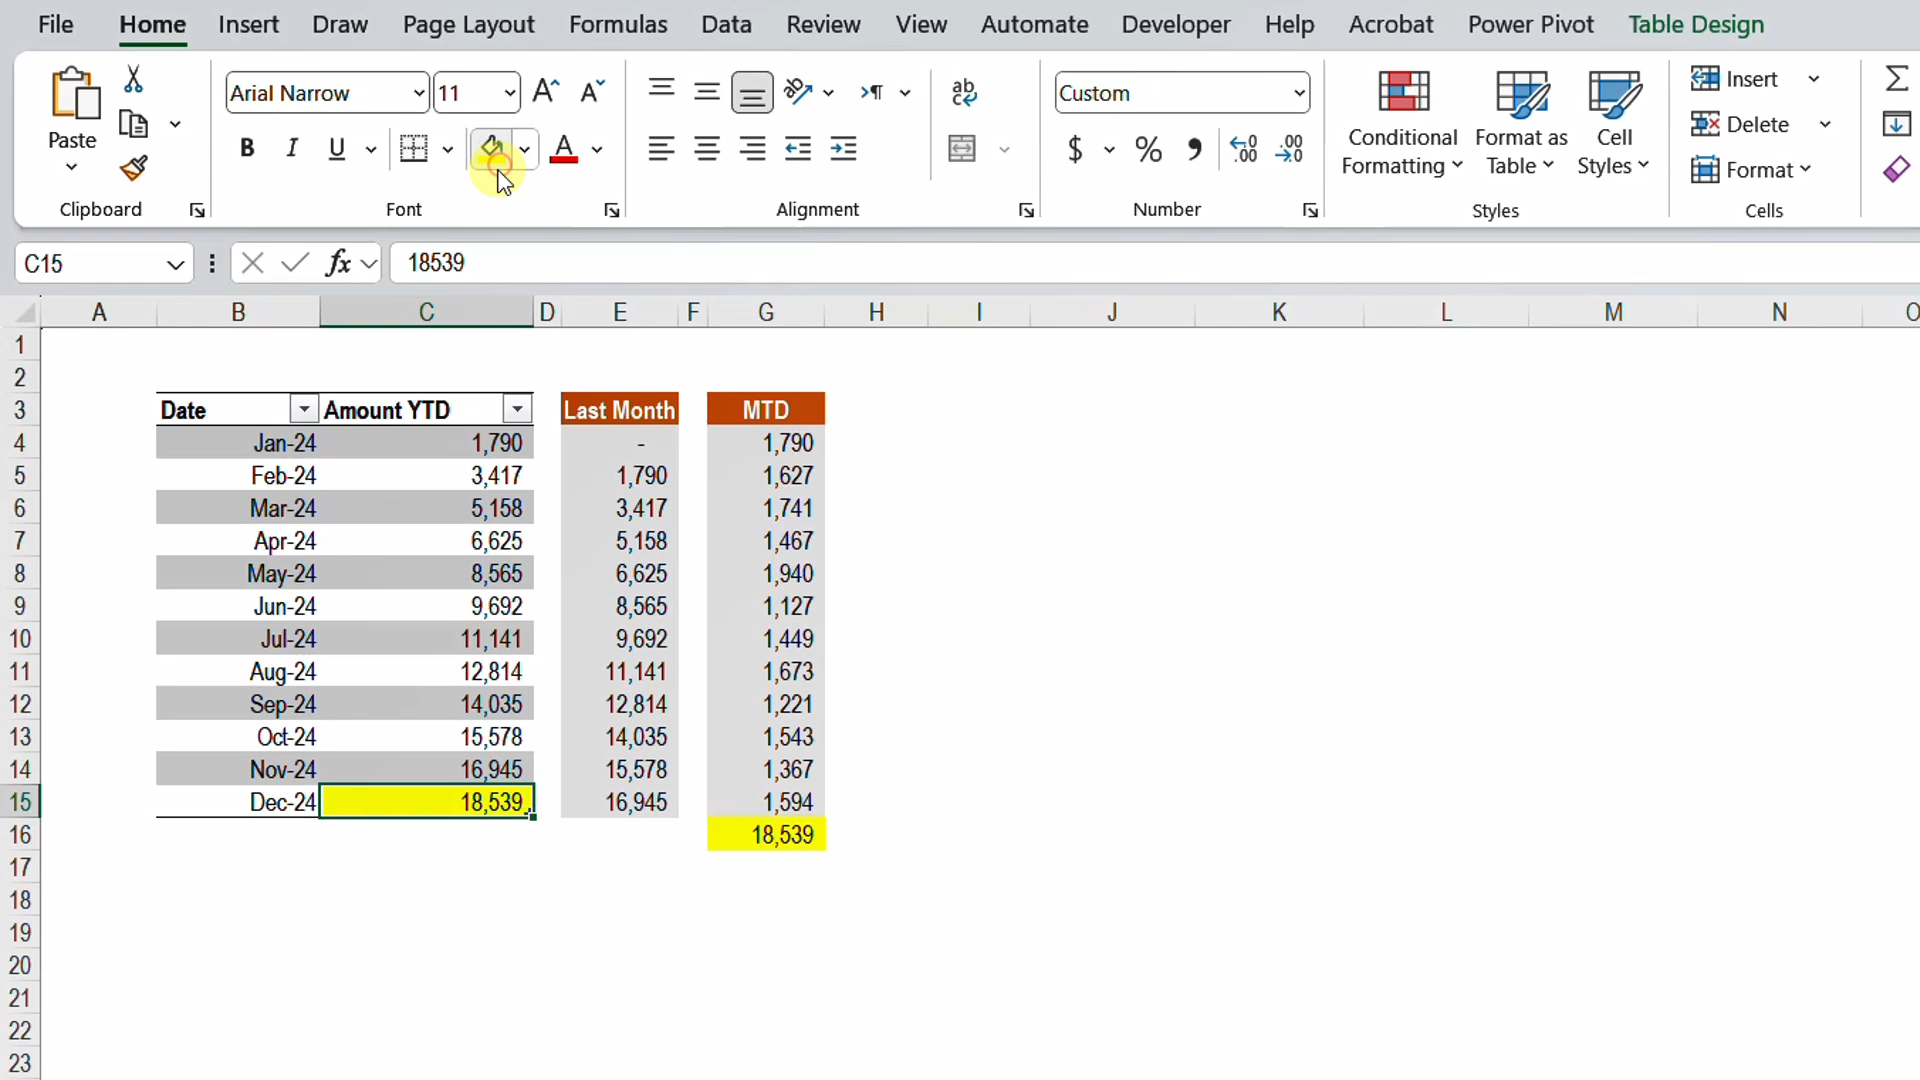 File Home Insert Draw Page Layout Formulas Data Review View Automate Developer Help Acrobat Power Pivot Table Design
Paste
Clipboard
Arial Narrow 11 A A
B I U A
Font
ab
Alignment
Custom
$ % 9 .00 .00
Number
Conditional Formatting
Format as Table
Cell Styles
Styles
Insert
Delete
Format
Cells
Σ
C15 fx 18539
A B C D E F G H I J K L M N O
1
2
3 Date Amount YTD Last Month MTD
4 Jan-24 1,790 - 1,790
5 Feb-24 3,417 1,790 1,627
6 Mar-24 5,158 3,417 1,741
7 Apr-24 6,625 5,158 1,467
8 May-24 8,565 6,625 1,940
9 Jun-24 9,692 8,565 1,127
10 Jul-24 11,141 9,692 1,449
11 Aug-24 12,814 11,141 1,673
12 Sep-24 14,035 12,814 1,221
13 Oct-24 15,578 14,035 1,543
14 Nov-24 16,945 15,578 1,367
15 Dec-24 18,539 16,945 1,594
16 18,539
17
18
19
20
21
22
23